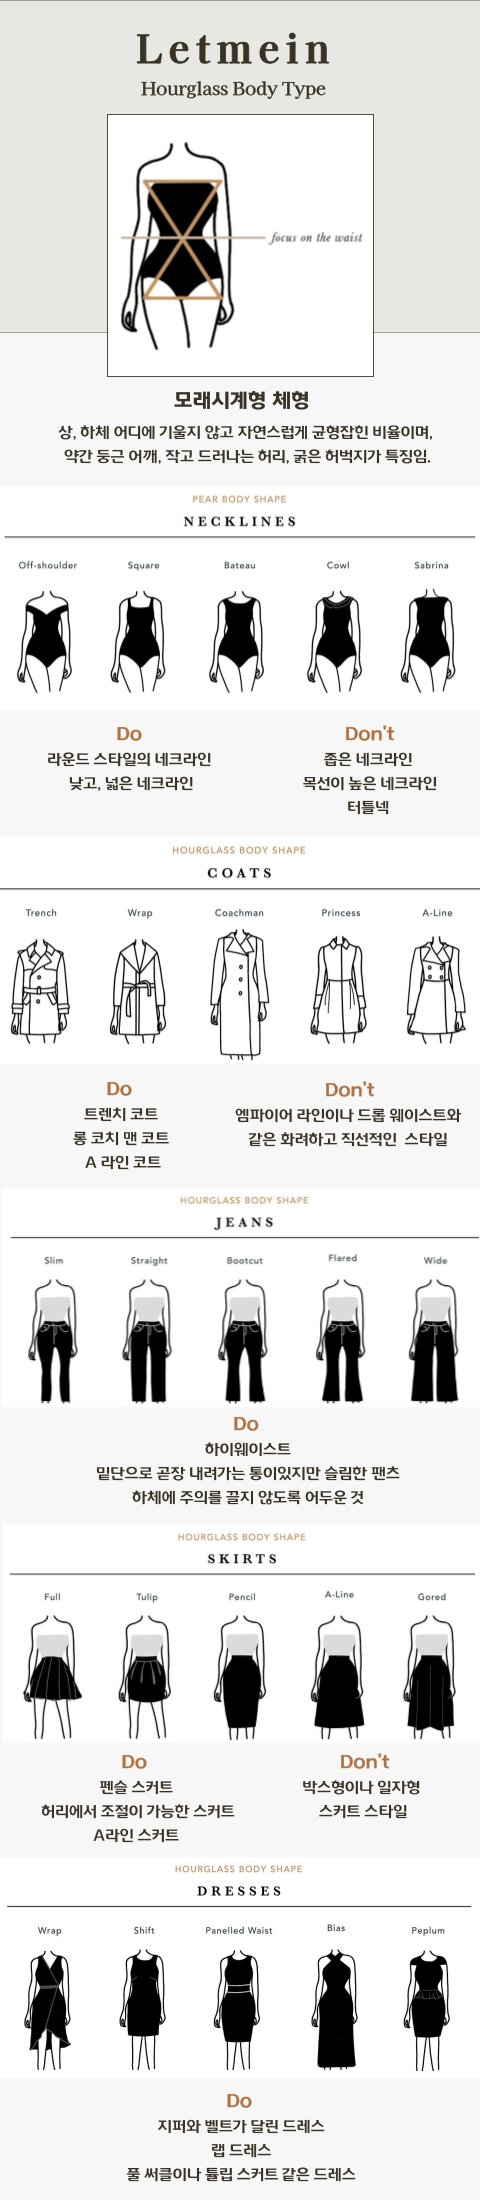 Letmein
Hourglass Body Type
focus on the waist
모래시계형 체형
상, 하체 어디에 기울지 않고 자연스럽게 균형잡힌 비율이며,
약간 둥근 어깨, 작고 드러나는 허리, 굵은 허벅지가 특징임.
PEAR BODY SHAPE
NECKLINES
Off-shoulder Square Bateau Cowl Sabrina
Do
라운드 스타일의 네크라인
낮고, 넓은 네크라인
Don't
좁은 네크라인
목선이 높은 네크라인
터틀넥
HOURGLASS BODY SHAPE
COATS
Trench Wrap Coachman Princess A-Line
Do
트렌치 코트
롱 코치 맨 코트
A 라인 코트
Don't
엠파이어 라인이나 드롭 웨이스트와
같은 화려하고 직선적인 스타일
HOURGLASS BODY SHAPE
JEANS
Slim Straight Bootcut Flared Wide
Do
하이웨이스트
밑단으로 곧장 내려가는 통이있지만 슬림한 팬츠
하체에 주의를 끌지 않도록 어두운 것
HOURGLASS BODY SHAPE
SKIRTS
Full Tulip Pencil A-Line Gored
Do
펜슬 스커트
허리에서 조절이 가능한 스커트
A라인 스커트
Don't
박스형이나 일자형
스커트 스타일
HOURGLASS BODY SHAPE
DRESSES
Wrap Shift Panelled Waist Bias Peplum
Do
지퍼와 벨트가 달린 드레스
랩 드레스
풀 써클이나 튤립 스커트 같은 드레스